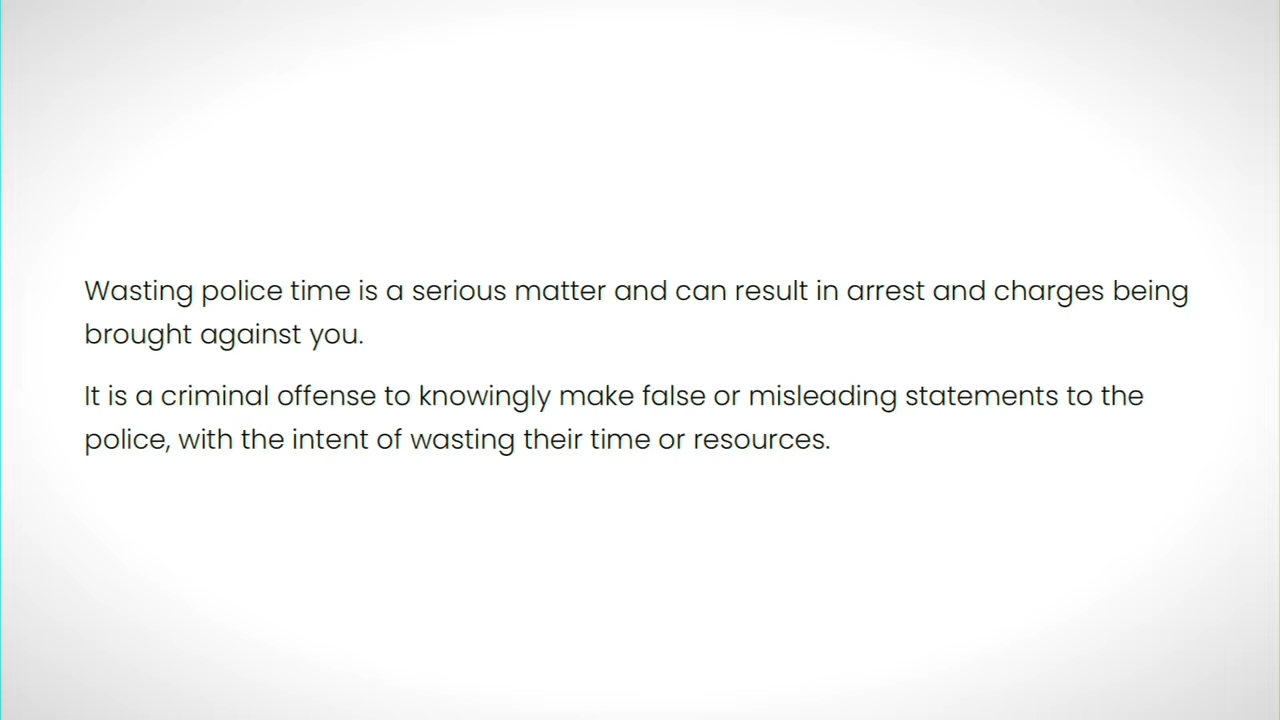 Wasting police time is a serious matter and can result in arrest and charges being
brought against you.
It is a criminal offense to knowingly make false or misleading statements to the
police, with the intent of wasting their time or resources.